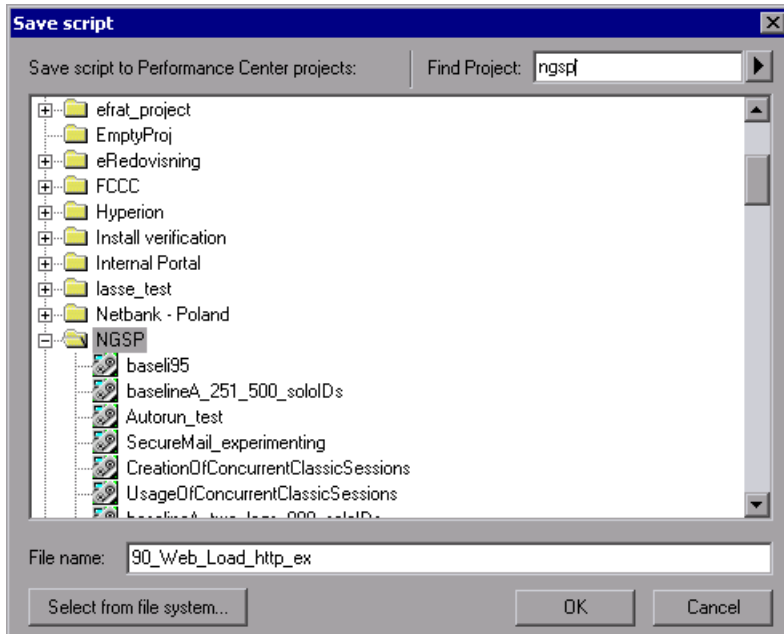 Save script
Save script to Performance Center projects: Find Project: ngsp
efrat_project
EmptyProj
eRedovisning
FCCC
Hyperion
Install verification
Internal Portal
lasse_test
Netbank - Poland
NGSP
baseli95
baselineA_251_500_soloIDs
Autorun_test
SecureMail_experimenting
CreationOfConcurrentClassicSessions
UsageOfConcurrentClassicSessions
File name: 90_Web_Load_http_ex
Select from file system... OK Cancel